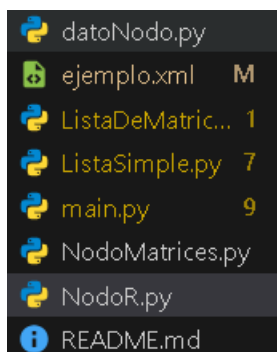 datoNodo.py
ejemplo.xml M
ListaDeMatric... 1
ListaSimple.py 7
main.py 9
NodoMatrices.py
NodoR.py
README.md